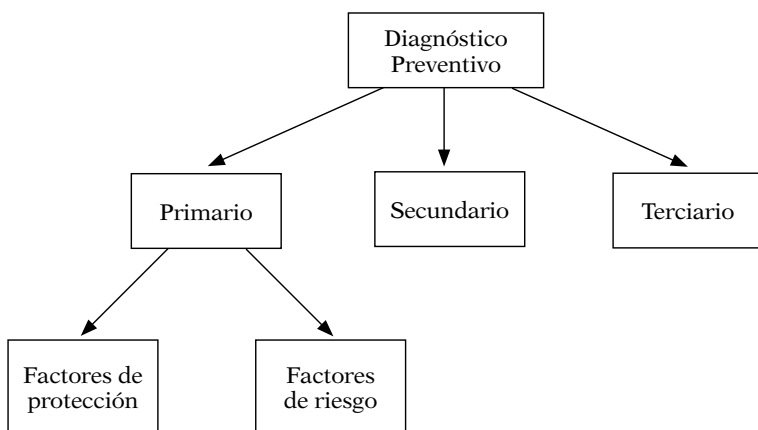 Diagnóstico
Preventivo
Primario
Secundario
Terciario
Factores de
protección
Factores
de riesgo